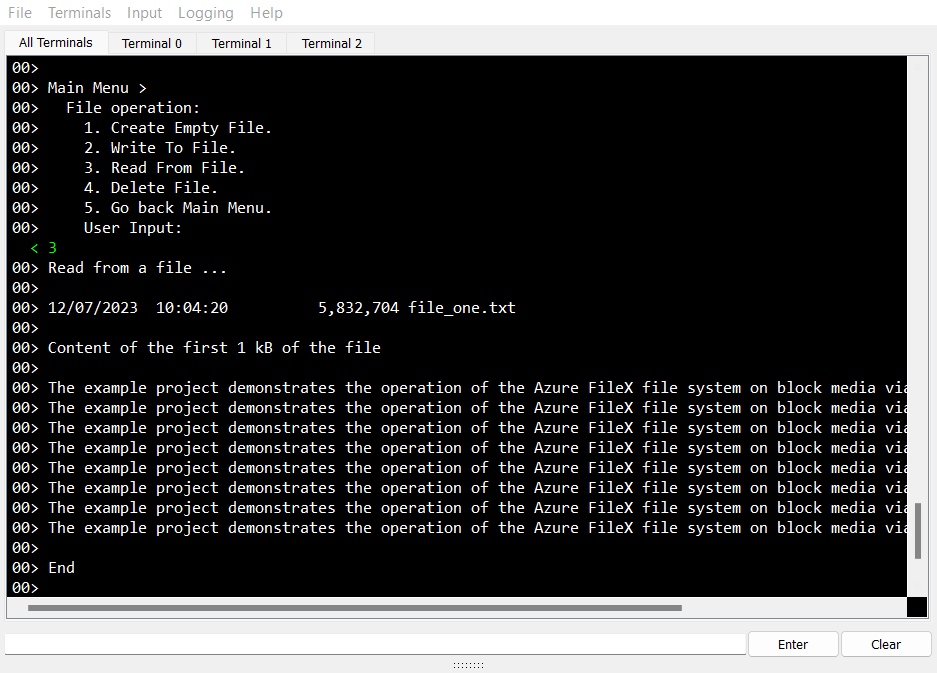 File Terminals Input Logging Help
All Terminals Terminal 0 Terminal 1 Terminal 2
00>
00> Main Menu >
00> File operation:
00> 1. Create Empty File.
00> 2. Write To File.
00> 3. Read From File.
00> 4. Delete File.
00> 5. Go back Main Menu.
00> User Input:
< 3
00> Read from a file ...
00>
00> 12/07/2023 10:04:20 5,832,704 file_one.txt
00>
00> Content of the first 1 kB of the file
00>
00> The example project demonstrates the operation of the Azure FileX file system on block media via
00> The example project demonstrates the operation of the Azure FileX file system on block media via
00> The example project demonstrates the operation of the Azure FileX file system on block media via
00> The example project demonstrates the operation of the Azure FileX file system on block media via
00> The example project demonstrates the operation of the Azure FileX file system on block media via
00> The example project demonstrates the operation of the Azure FileX file system on block media via
00> The example project demonstrates the operation of the Azure FileX file system on block media via
00> The example project demonstrates the operation of the Azure FileX file system on block media via
00>
00> End
00>
Enter Clear